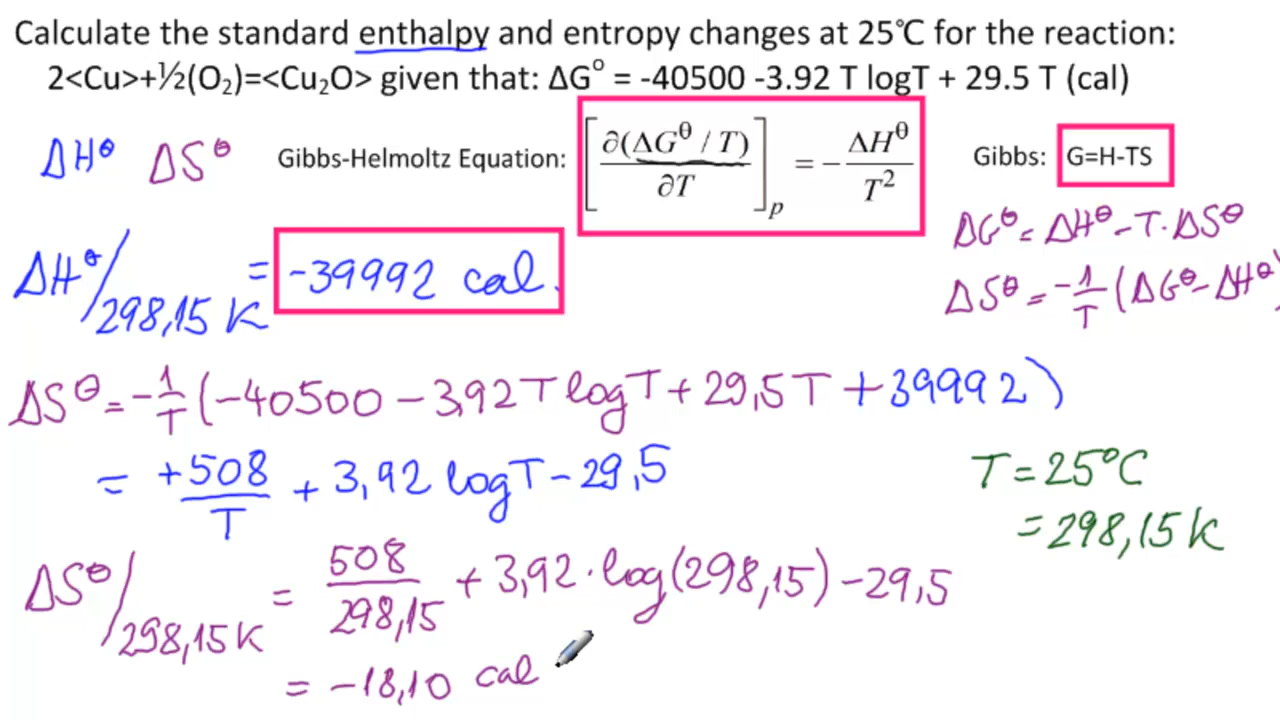 Calculate the standard enthalpy and entropy changes at 25℃ for the reaction:
2<Cu>+½(O₂)=<Cu₂O> given that: ΔG° = -40500 -3.92 T logT + 29.5 T (cal)
ΔH^θ ΔS^θ
Gibbs-Helmoltz Equation: [∂(ΔG^θ / T) / ∂T]_p = − ΔH^θ / T²
Gibbs: G=H-TS
ΔG^θ = ΔH^θ − T·ΔS^θ
ΔS^θ = −1/T (ΔG^θ − ΔH^θ)
ΔH^θ/298,15 K = -39992 cal.
ΔS^θ = −1/T (−40500 − 3,92 T log T + 29,5 T + 39992)
= +508/T + 3,92 log T − 29,5
T = 25°C
= 298,15 K
ΔS^θ/298,15 K = 508/298,15 + 3,92 · log(298,15) − 29,5
= −18,10 cal